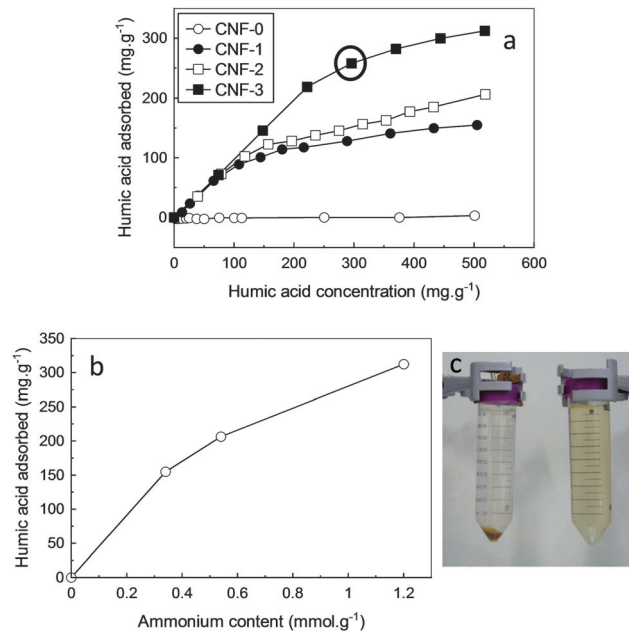 a
CNF-0
CNF-1
CNF-2
CNF-3
Humic acid adsorbed (mg.g⁻¹)
300
200
100
0
0 100 200 300 400 500 600
Humic acid concentration (mg.g⁻¹)
b
Humic acid adsorbed (mg.g⁻¹)
350
300
250
200
150
100
50
0
0 0.2 0.4 0.6 0.8 1 1.2
Ammonium content (mmol.g⁻¹)
c